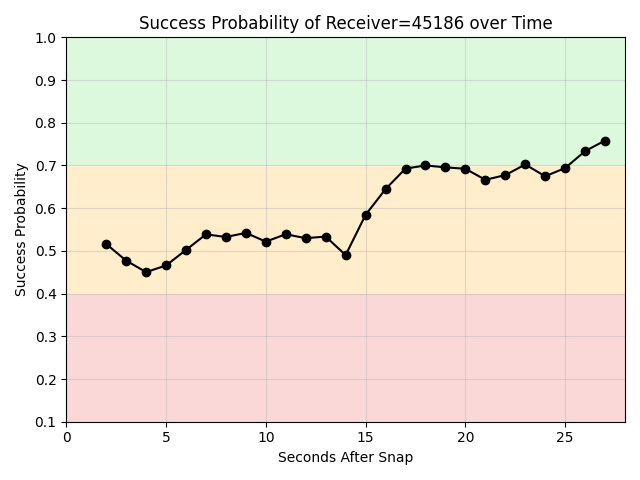 Success Probability of Receiver=45186 over Time
1.0
0.9
0.8
0.7
0.6
0.5
0.4
0.3
0.2
0.1
Success Probability
0 5 10 15 20 25
Seconds After Snap